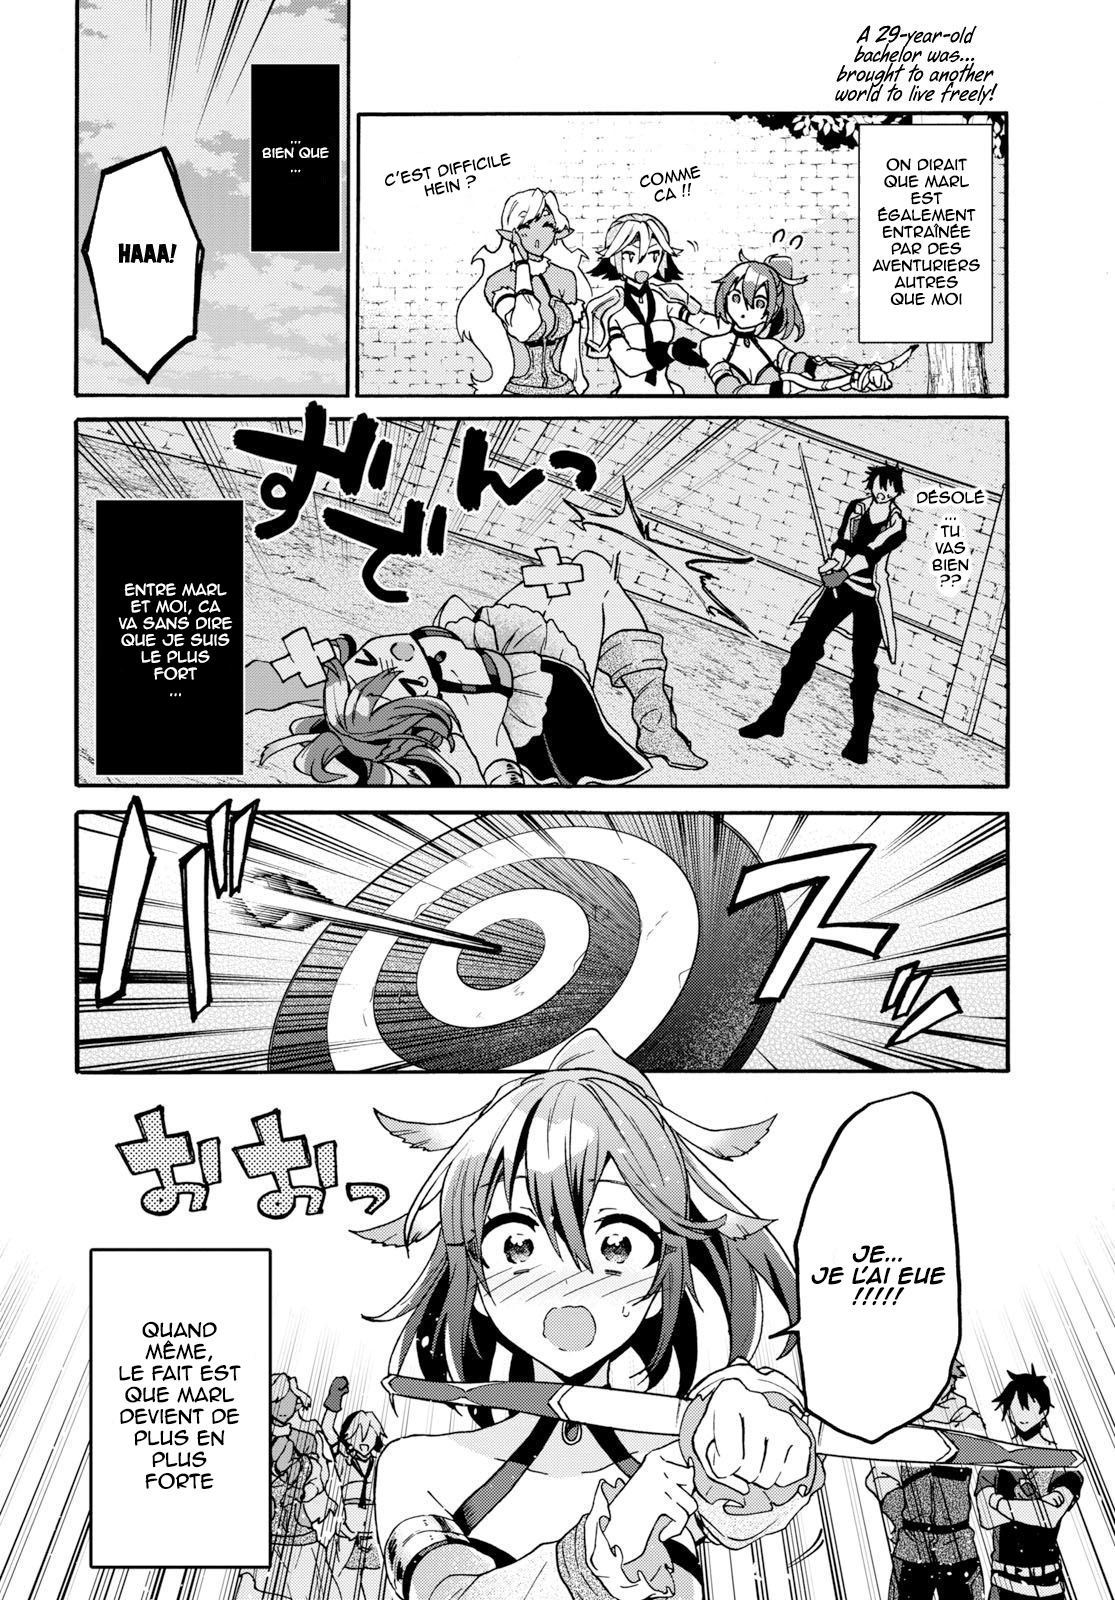 A 29-year-old
bachelor was...
brought to another
world to live freely!
ON DIRAIT
QUE MARL
EST
ÉGALEMENT
ENTRAÎNÉE
PAR DES
AVENTURIERS
AUTRES
QUE MOI
COMME
ÇA !!
C'EST DIFFICILE
HEIN ?
...
BIEN QUE
...
HAAA!
ずでんっ
DÉSOLÉ
...
TU
VAS
BIEN
??
ENTRE MARL
ET MOI, CA
VA SANS DIRE
QUE JE SUIS
LE PLUS
FORT
...
スパァン
JE...
JE L'AI EUE
!!!!!
おおっ
QUAND
MÊME,
LE FAIT EST
QUE MARL
DEVIENT DE
PLUS EN
PLUS
FORTE